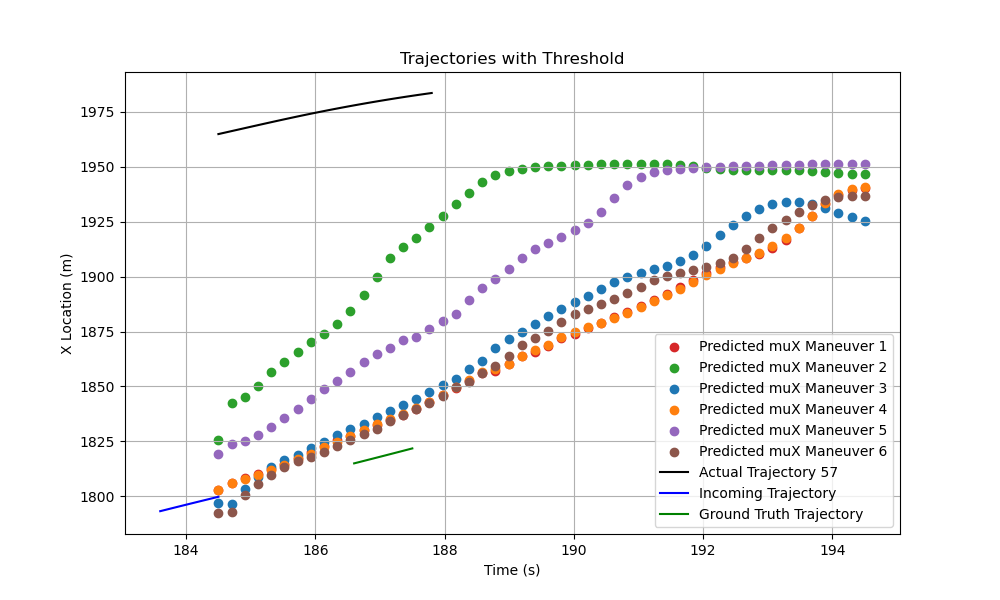 Trajectories with Threshold
X Location (m)
1975
1950
1925
1900
1875
1850
1825
1800
Predicted muX Maneuver 1
Predicted muX Maneuver 2
Predicted muX Maneuver 3
Predicted muX Maneuver 4
Predicted muX Maneuver 5
Predicted muX Maneuver 6
Actual Trajectory 57
Incoming Trajectory
Ground Truth Trajectory
184 186 188 190 192 194
Time (s)